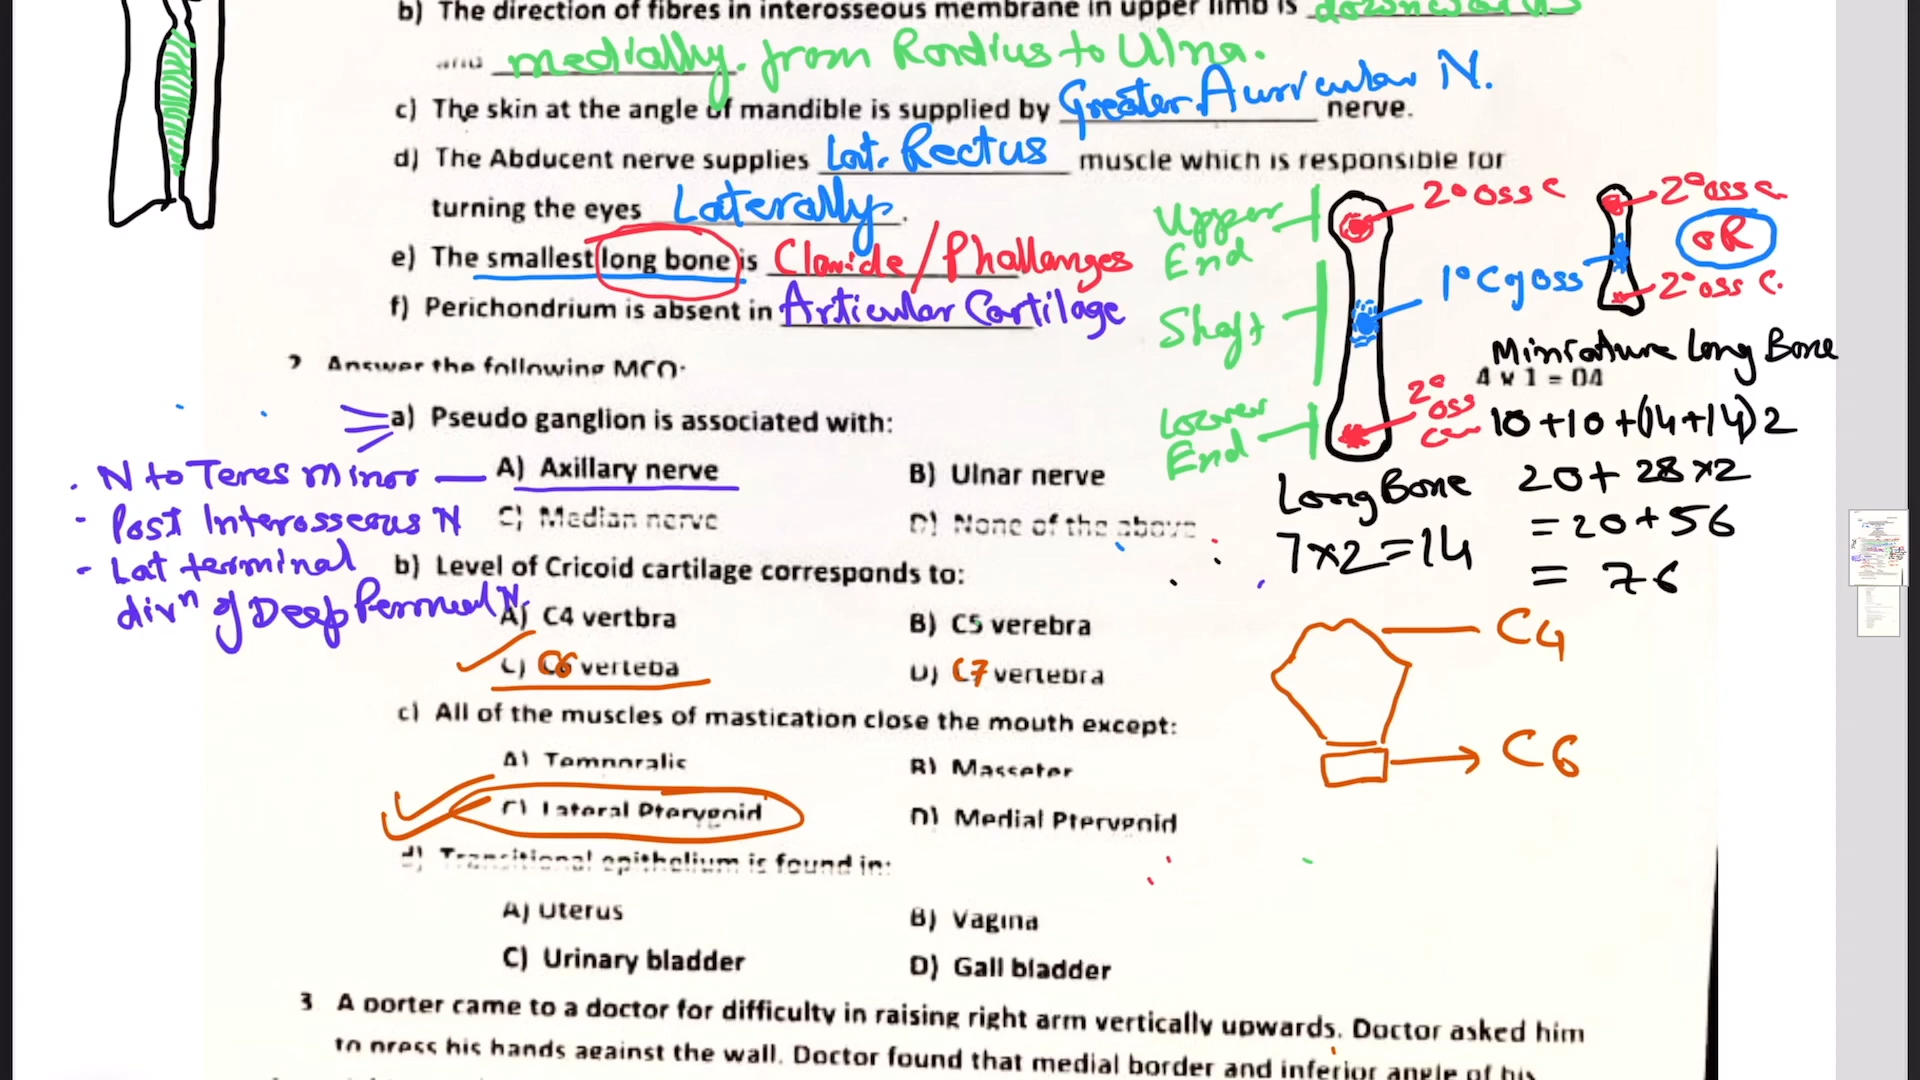 b) The direction of fibres in interosseous membrane in upper limb is downwards
and medially. from Radius to Ulna.
c) The skin at the angle of mandible is supplied by Greater Aurricular N. nerve.
d) The Abducent nerve supplies Lat. Rectus muscle which is responsible for
turning the eyes Laterally.
e) The smallest long bone is Clavicle/Phallanges
f) Perichondrium is absent in Articular Cartilage
Upper End
Shaft
Lower End
2° Oss C
1° C of Oss
2° Oss Cen
Long Bone
7x2=14
2° Oss C.
OR
2° Oss C.
Miniature Long Bone
4 x 1 = 04
10+10+(14+14)2
20+ 28x2
=20+56
= 76
2 Answer the following MCQ:
a) Pseudo ganglion is associated with:
. N to Teres minor — A) Axillary nerve B) Ulnar nerve
- Post Interosseous N C) Median nerve D) None of the above
- Lat terminal
divn of Deep Peroneal N.
b) Level of Cricoid cartilage corresponds to:
A) C4 vertbra B) C5 verebra
C) C6 verteba D) C7 vertebra
C4
C6
c) All of the muscles of mastication close the mouth except:
A) Temporalis B) Masseter
C) Lateral Pterygoid D) Medial Pterygoid
d) Transitional epithelium is found in:
A) Uterus B) Vagina
C) Urinary bladder D) Gall bladder
3 A porter came to a doctor for difficulty in raising right arm vertically upwards. Doctor asked him
to press his hands against the wall. Doctor found that medial border and inferior angle of his